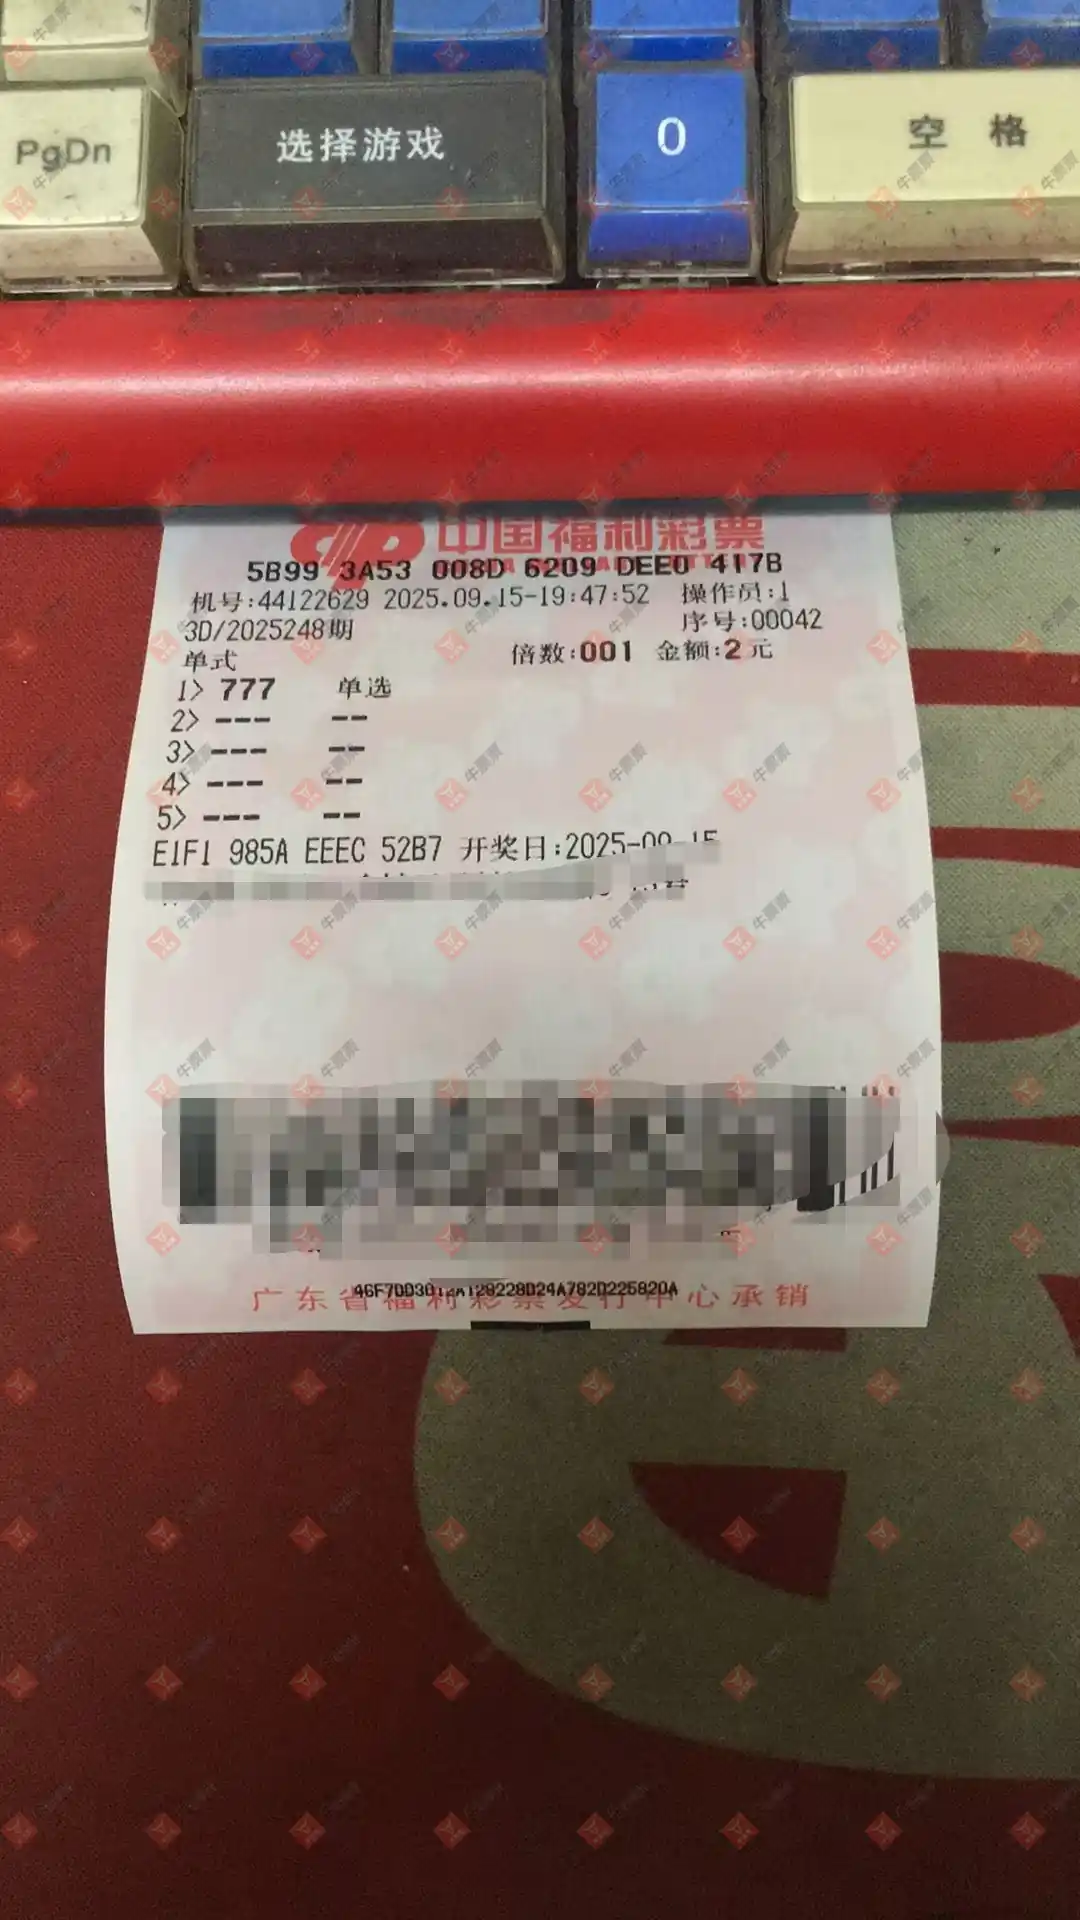 PgDn 选择游戏 0 空 格
中国福利彩票
5B99 3A53 008D 6209 DEE0 417B
机号:44122629 2025.09.15-19:47:52 操作员:1
3D/2025248期 序号:00042
单式 倍数:001 金额:2元
1> 777 单选
2> --- --
3> --- --
4> --- --
5> --- --
E1F1 985A EEEC 52B7 开奖日:2025-09-15
广东省福利彩票发行中心承销
牛票票